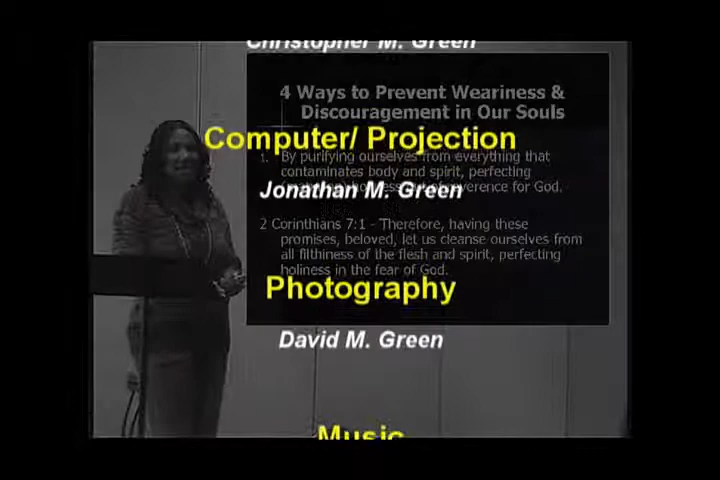 Christopher M. Green
4 Ways to Prevent Weariness &
Discouragement in Our Souls
Computer/ Projection
1. By purifying ourselves from everything that
contaminates body and spirit, perfecting
reverence for God.
Jonathan M. Green
2 Corinthians 7:1 - Therefore, having these
promises, beloved, let us cleanse ourselves from
all filthiness of the flesh and spirit, perfecting
holiness in the fear of God.
Photography
David M. Green
Music